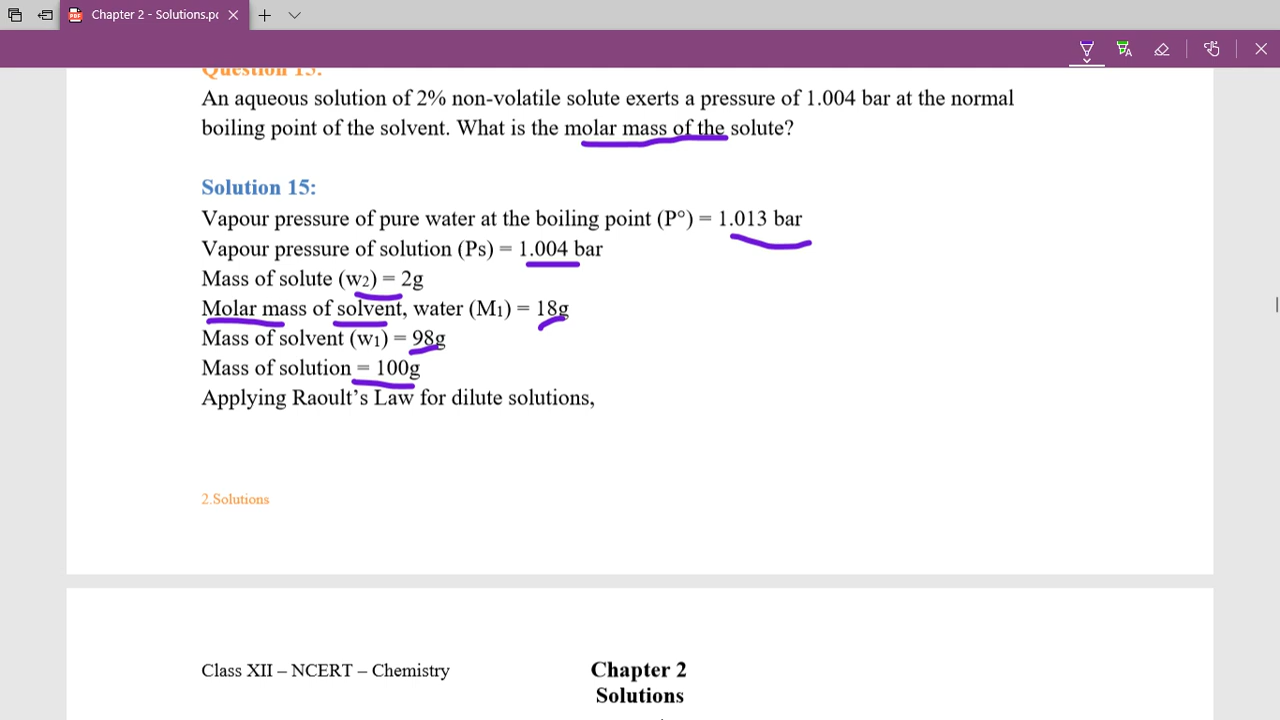 Chapter 2 - Solutions.pc
Question 15:
An aqueous solution of 2% non-volatile solute exerts a pressure of 1.004 bar at the normal
boiling point of the solvent. What is the molar mass of the solute?
Solution 15:
Vapour pressure of pure water at the boiling point (P°) = 1.013 bar
Vapour pressure of solution (Ps) = 1.004 bar
Mass of solute (w2) = 2g
Molar mass of solvent, water (M1) = 18g
Mass of solvent (w1) = 98g
Mass of solution = 100g
Applying Raoult’s Law for dilute solutions,
2.Solutions
Class XII – NCERT – Chemistry
Chapter 2
Solutions